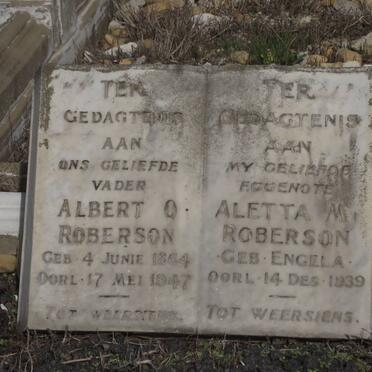 TER
GEDAGTENIS
AAN
ONS GELIEFDE
VADER
ALBERT O.
ROBERSON
GEB 4 JUNIE 1864
OORL. 17 MEI 1947
TOT WEERSIENS.
TER
GEDAGTENIS
AAN
MY GELIEFDE
EGGENOTE
ALETTA M.
ROBERSON
GEB. ENGELA
OORL. 14 DES. 1939
TOT WEERSIENS.